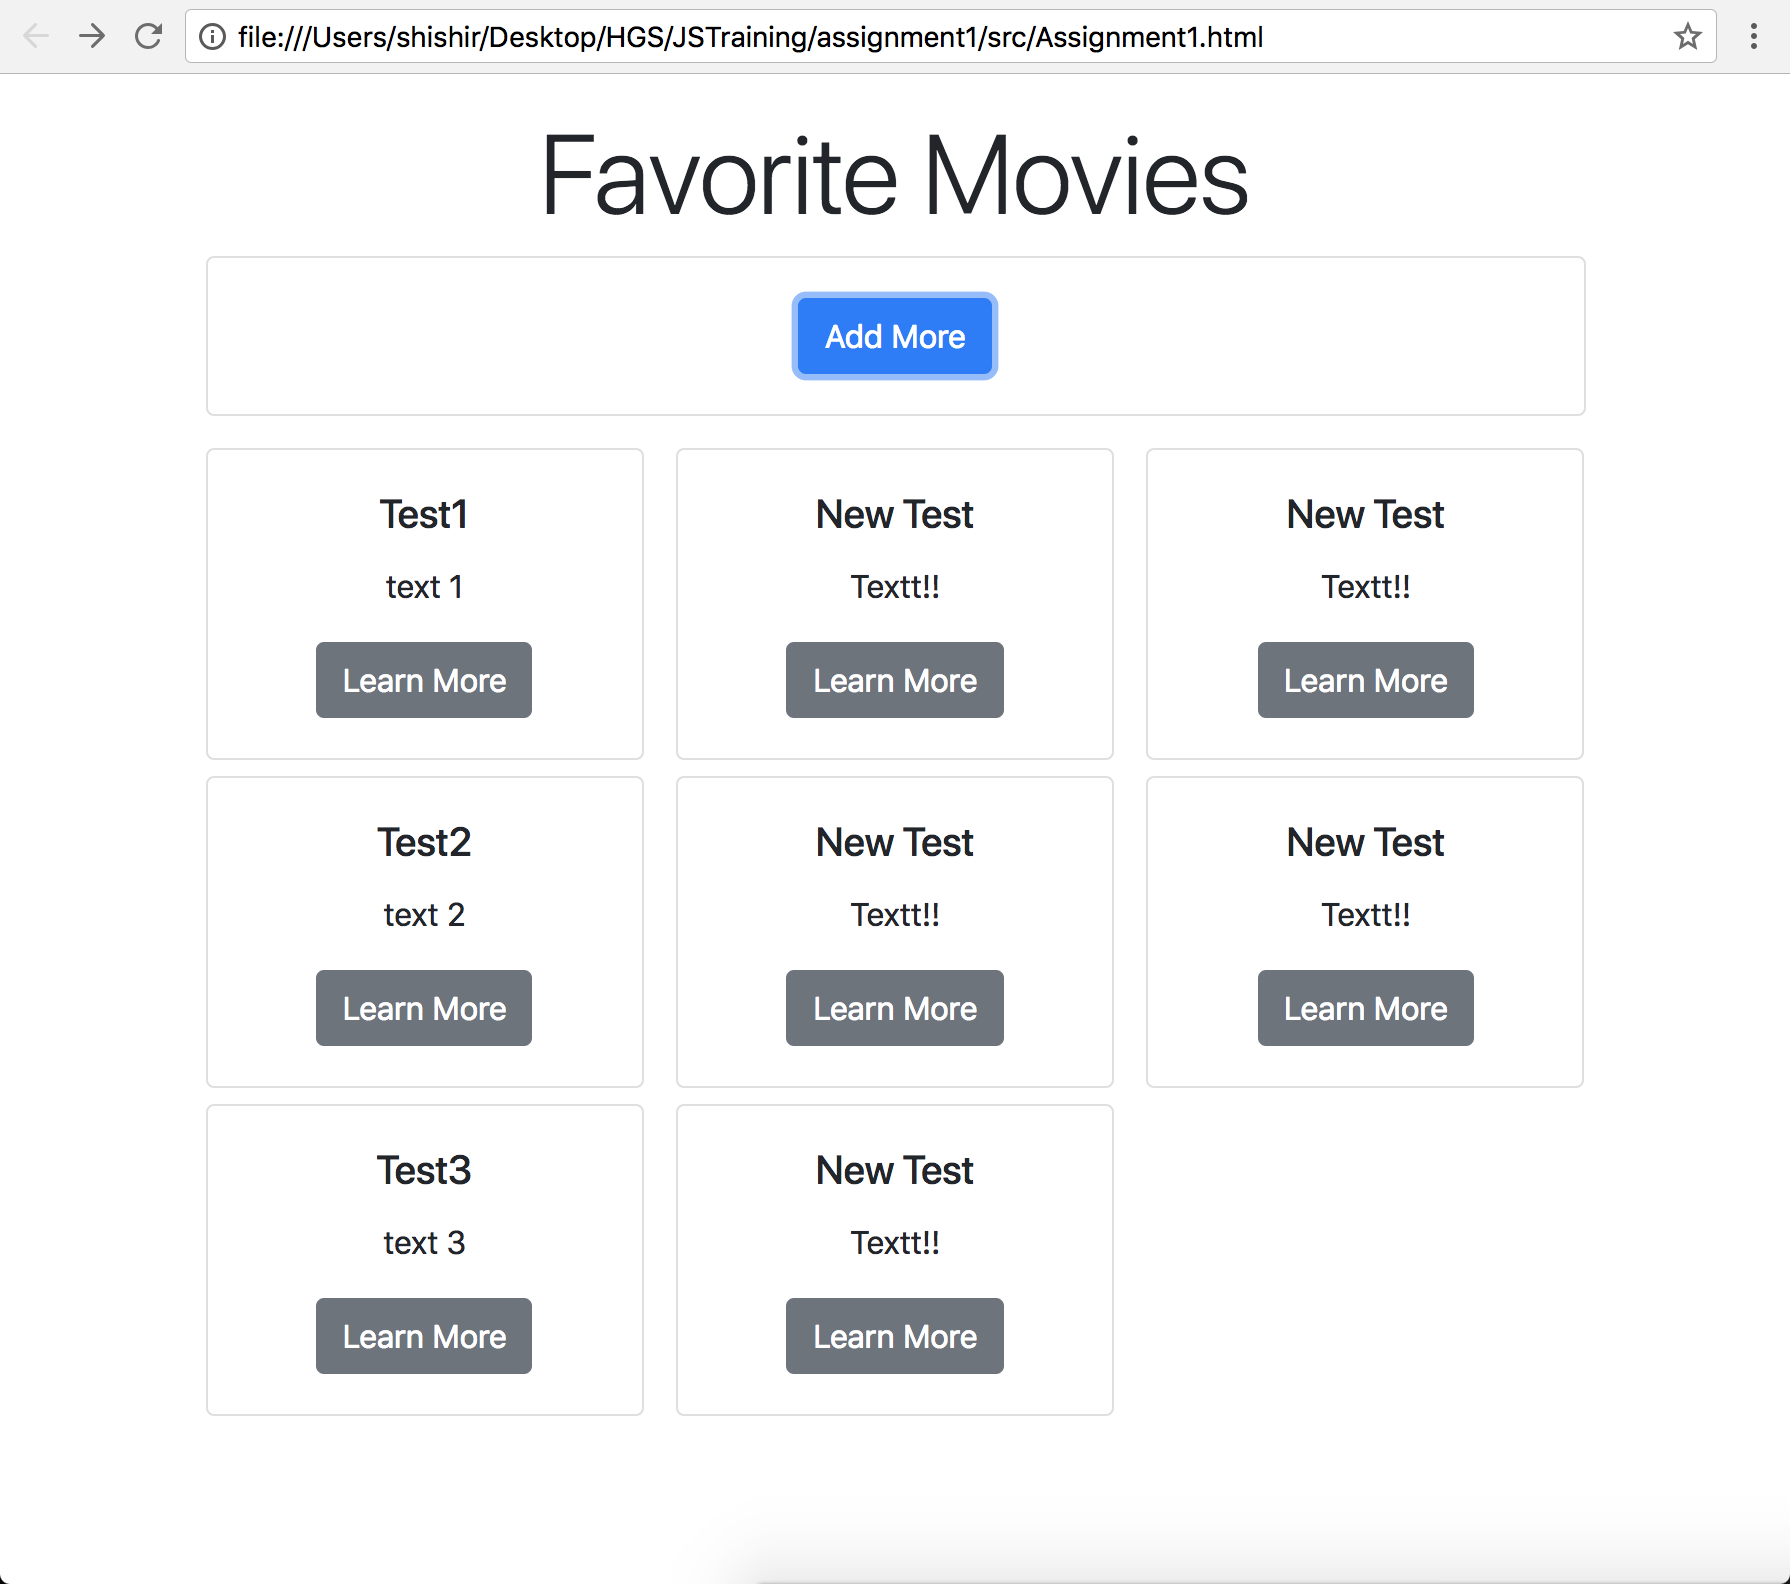 file:///Users/shishir/Desktop/HGS/JSTraining/assignment1/src/Assignment1.html
Favorite Movies
Add More
Test1
text 1
Learn More
New Test
Textt!!
Learn More
New Test
Textt!!
Learn More
Test2
text 2
Learn More
New Test
Textt!!
Learn More
New Test
Textt!!
Learn More
Test3
text 3
Learn More
New Test
Textt!!
Learn More